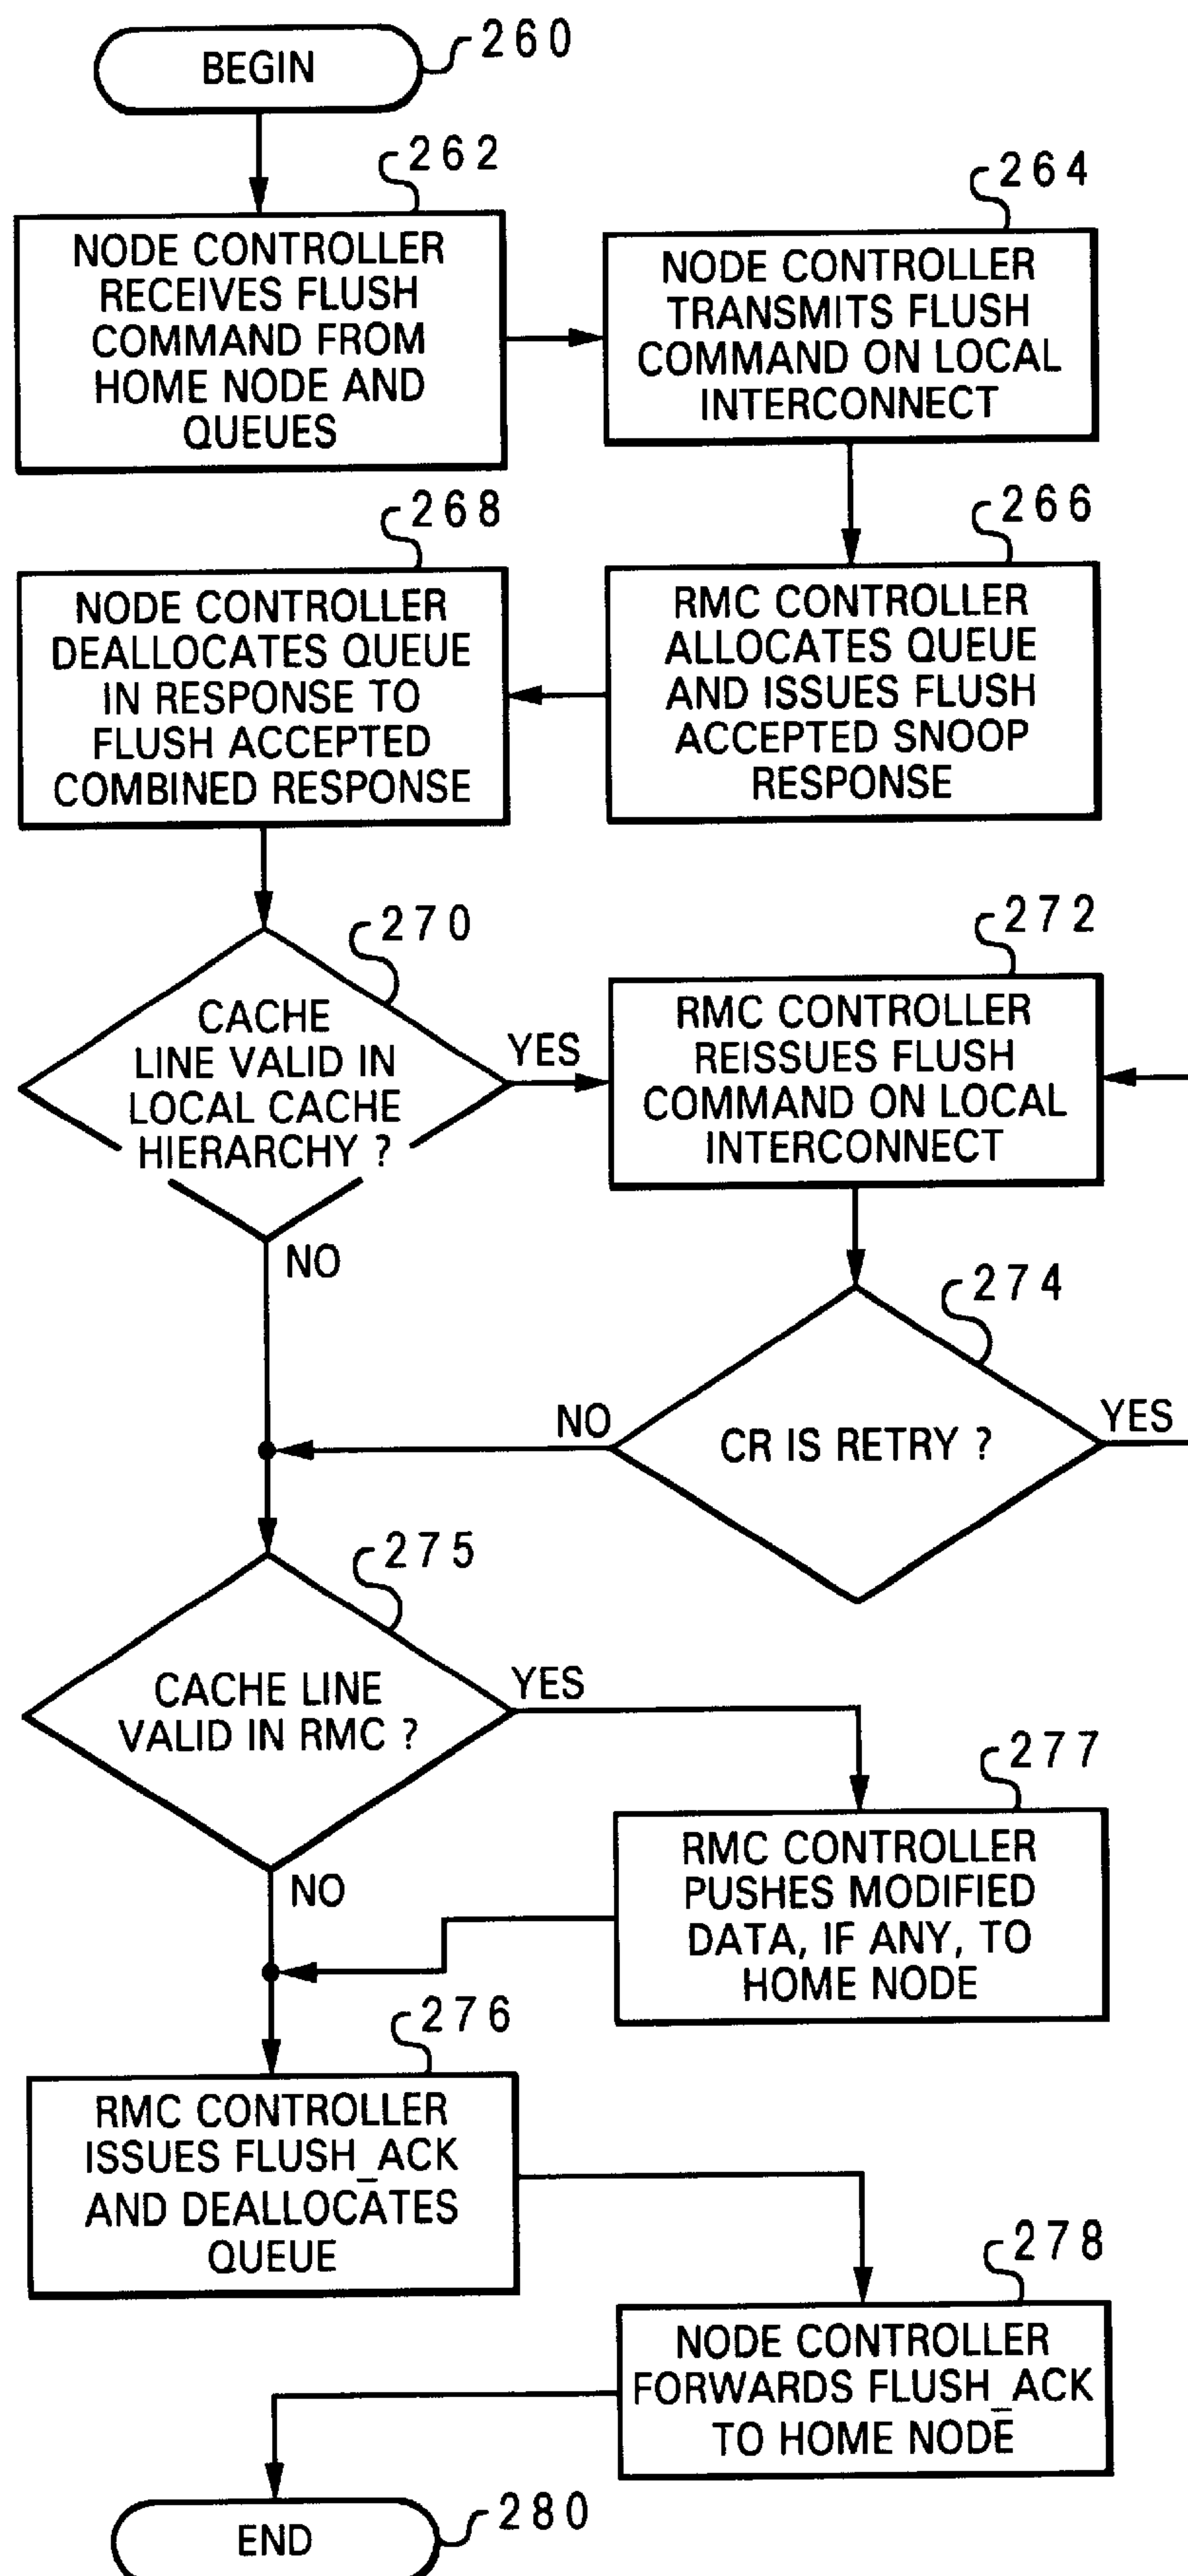 BEGIN
260
262
NODE CONTROLLER
RECEIVES FLUSH
COMMAND FROM
HOME NODE AND
QUEUES
264
NODE CONTROLLER
TRANSMITS FLUSH
COMMAND ON LOCAL
INTERCONNECT
266
RMC CONTROLLER
ALLOCATES QUEUE
AND ISSUES FLUSH
ACCEPTED SNOOP
RESPONSE
268
NODE CONTROLLER
DEALLOCATES QUEUE
IN RESPONSE TO
FLUSH ACCEPTED
COMBINED RESPONSE
270
CACHE
LINE VALID IN
LOCAL CACHE
HIERARCHY ?
YES
NO
272
RMC CONTROLLER
REISSUES FLUSH
COMMAND ON LOCAL
INTERCONNECT
274
CR IS RETRY ?
NO
YES
275
CACHE LINE
VALID IN RMC ?
YES
NO
277
RMC CONTROLLER
PUSHES MODIFIED
DATA, IF ANY, TO
HOME NODE
276
RMC CONTROLLER
ISSUES FLUSH_ACK
AND DEALLOCATES
QUEUE
278
NODE CONTROLLER
FORWARDS FLUSH_ACK
TO HOME NODE
END
280